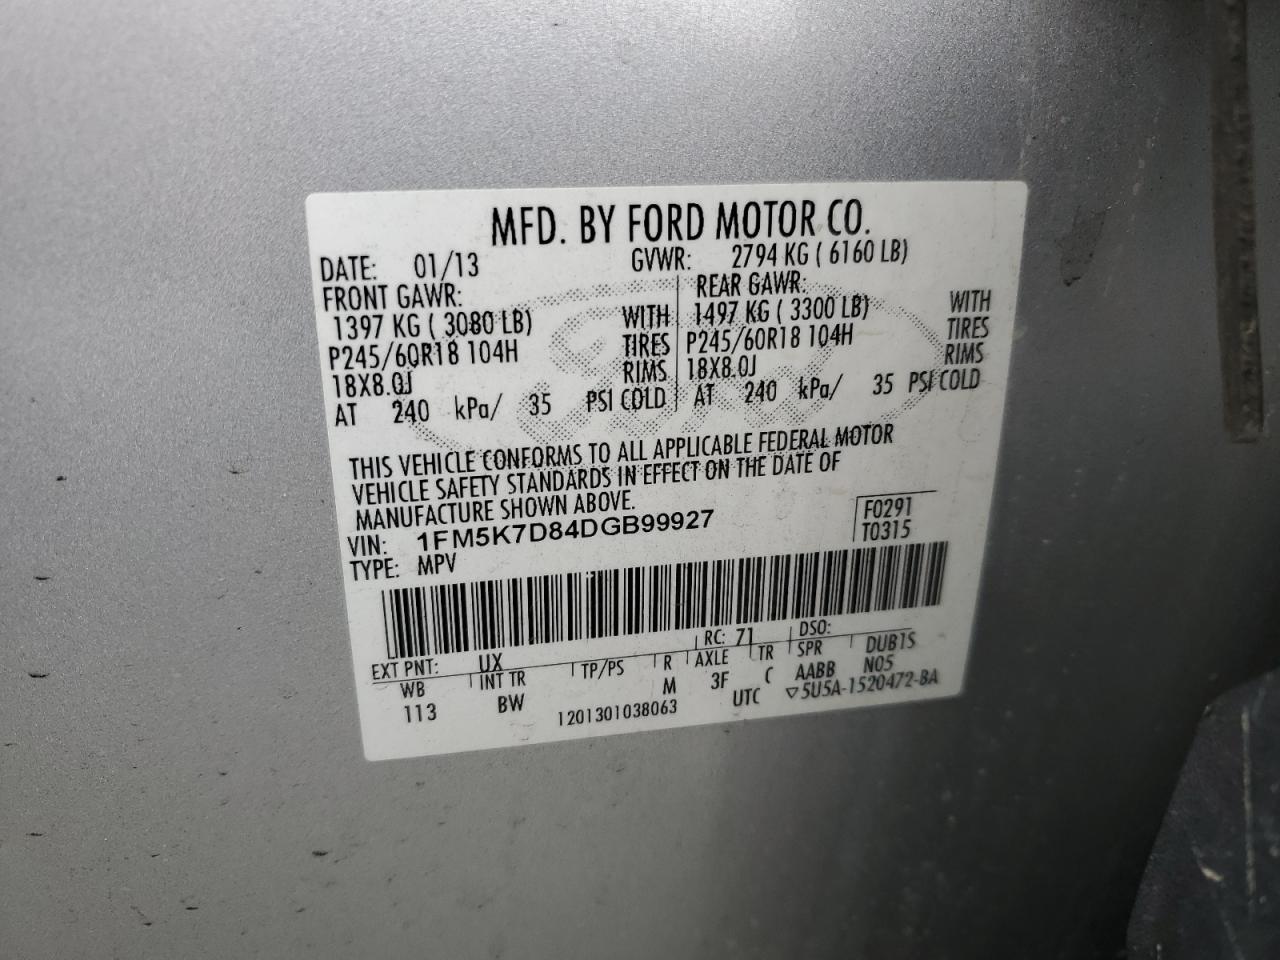 MFD. BY FORD MOTOR CO.
DATE: 01/13 GVWR: 2794 KG ( 6160 LB)
FRONT GAWR: REAR GAWR:
1397 KG ( 3080 LB) WITH 1497 KG ( 3300 LB) WITH
P245/60R18 104H TIRES P245/60R18 104H TIRES
18X8.0J RIMS 18X8.0J RIMS
AT 240 kPa/ 35 PSI COLD AT 240 kPa/ 35 PSI COLD
THIS VEHICLE CONFORMS TO ALL APPLICABLE FEDERAL MOTOR
VEHICLE SAFETY STANDARDS IN EFFECT ON THE DATE OF
MANUFACTURE SHOWN ABOVE.
VIN: 1FM5K7D84DGB99927 F0291
TYPE: MPV T0315
EXT PNT: UX RC: 71 DSO:
WB INT TR TP/PS R AXLE TR SPR DUB1S
113 BW M 3F C AABB N05
1201301038063 UTC ▽5U5A-1520472-BA